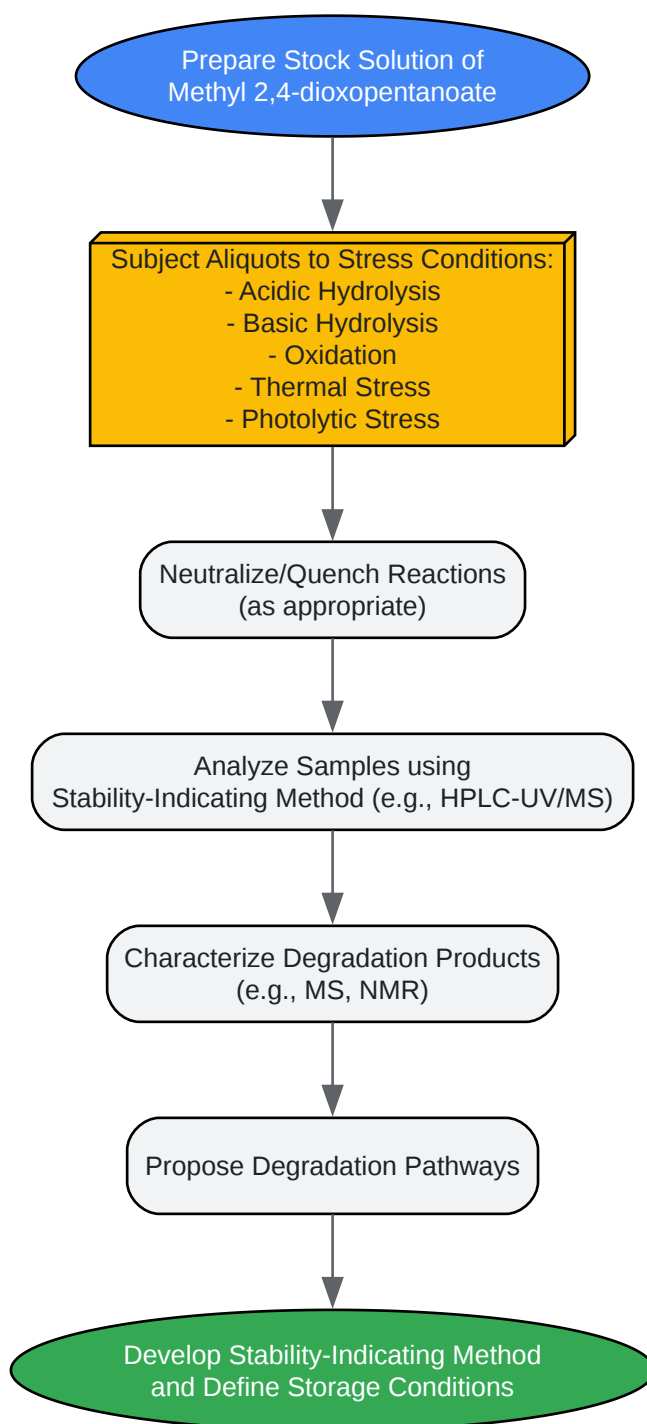 Prepare Stock Solution of
Methyl 2,4-dioxopentanoate
Subject Aliquots to Stress Conditions:
- Acidic Hydrolysis
- Basic Hydrolysis
- Oxidation
- Thermal Stress
- Photolytic Stress
Neutralize/Quench Reactions
(as appropriate)
Analyze Samples using
Stability-Indicating Method (e.g., HPLC-UV/MS)
Characterize Degradation Products
(e.g., MS, NMR)
Propose Degradation Pathways
Develop Stability-Indicating Method
and Define Storage Conditions